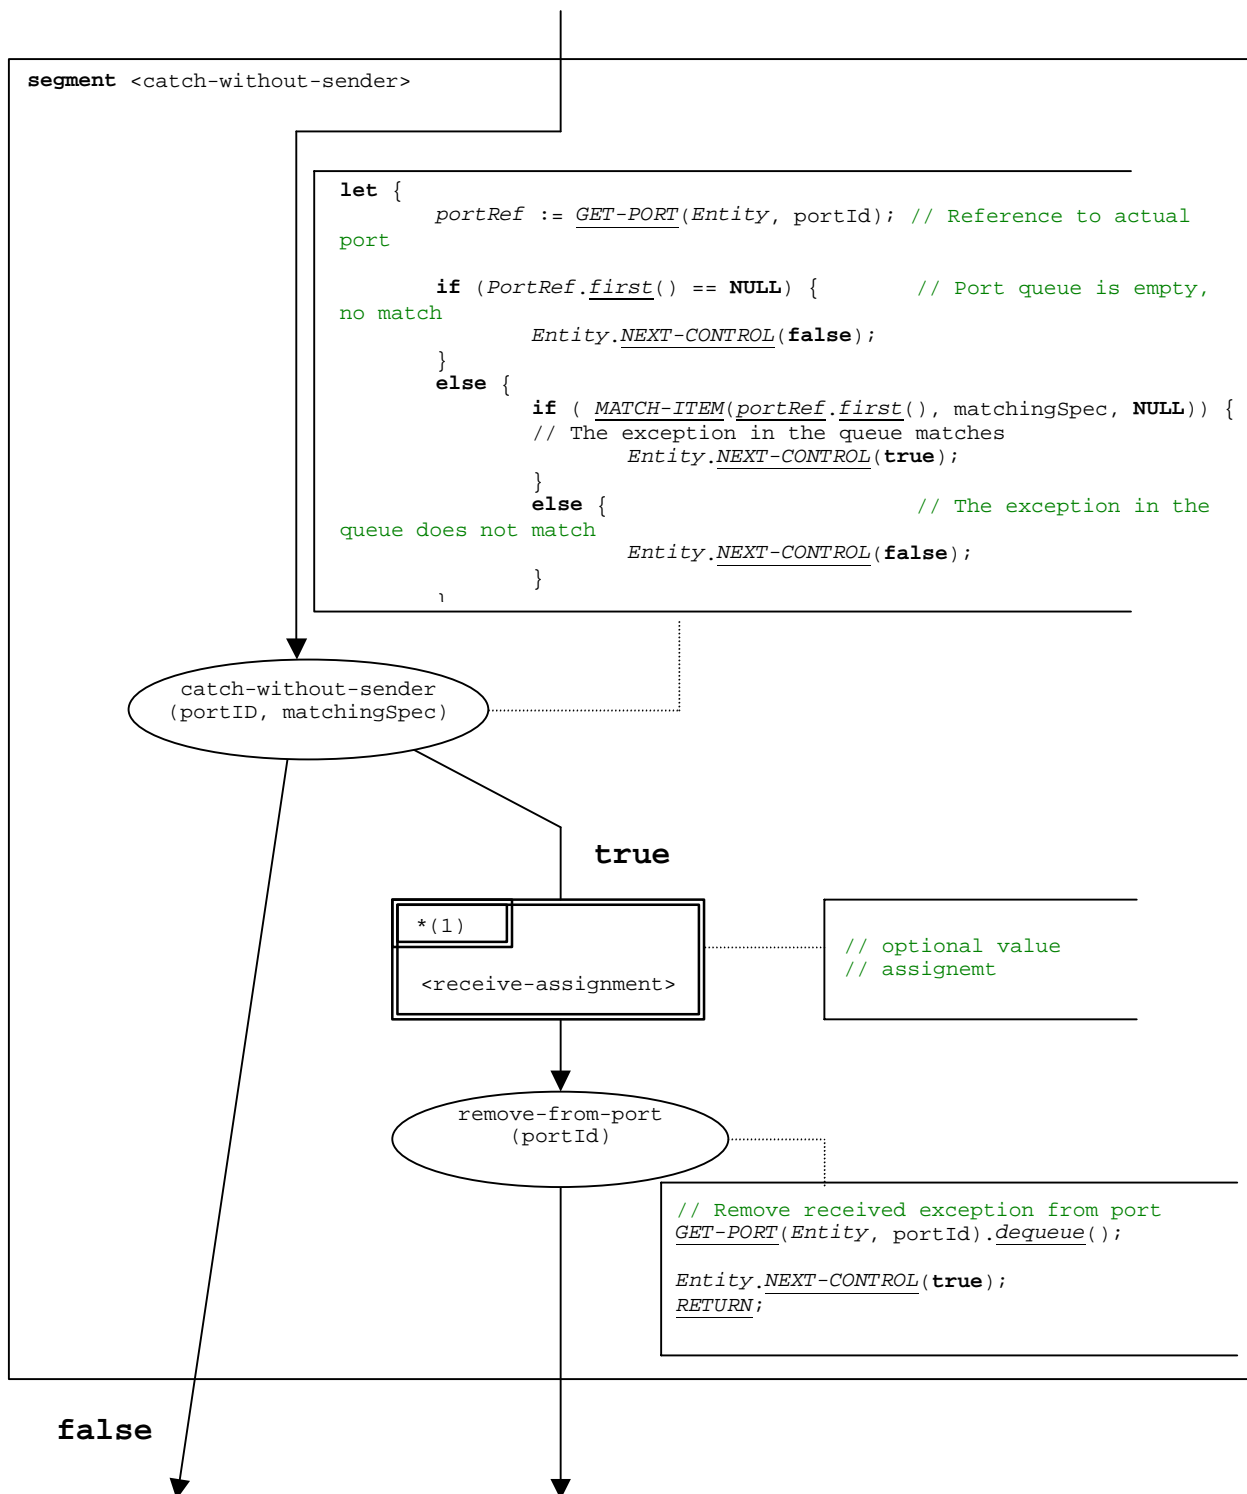 segment <catch-without-sender>
let {
portRef := GET-PORT(Entity, portId); // Reference to actual
port
if (PortRef.first() == NULL) { // Port queue is empty,
no match
Entity.NEXT-CONTROL(false);
}
else {
if ( MATCH-ITEM(portRef.first(), matchingSpec, NULL)) {
// The exception in the queue matches
Entity.NEXT-CONTROL(true);
}
else { // The exception in the
queue does not match
Entity.NEXT-CONTROL(false);
}
}
catch-without-sender
(portID, matchingSpec)
true
*(1)
<receive-assignment>
// optional value
// assignemt
remove-from-port
(portId)
// Remove received exception from port
GET-PORT(Entity, portId).dequeue();
Entity.NEXT-CONTROL(true);
RETURN;
false